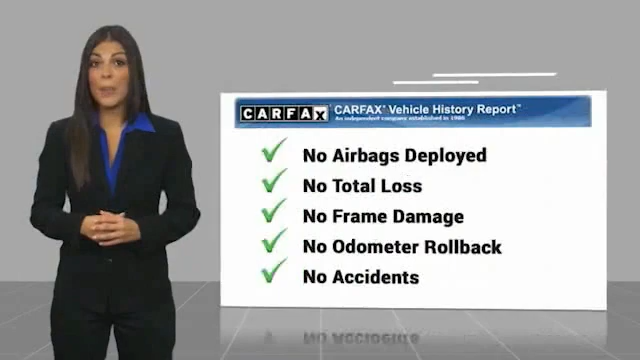 CARFAX CARFAX Vehicle History Report™
An independent company established in 1986
No Airbags Deployed
No Total Loss
No Frame Damage
No Odometer Rollback
No Accidents